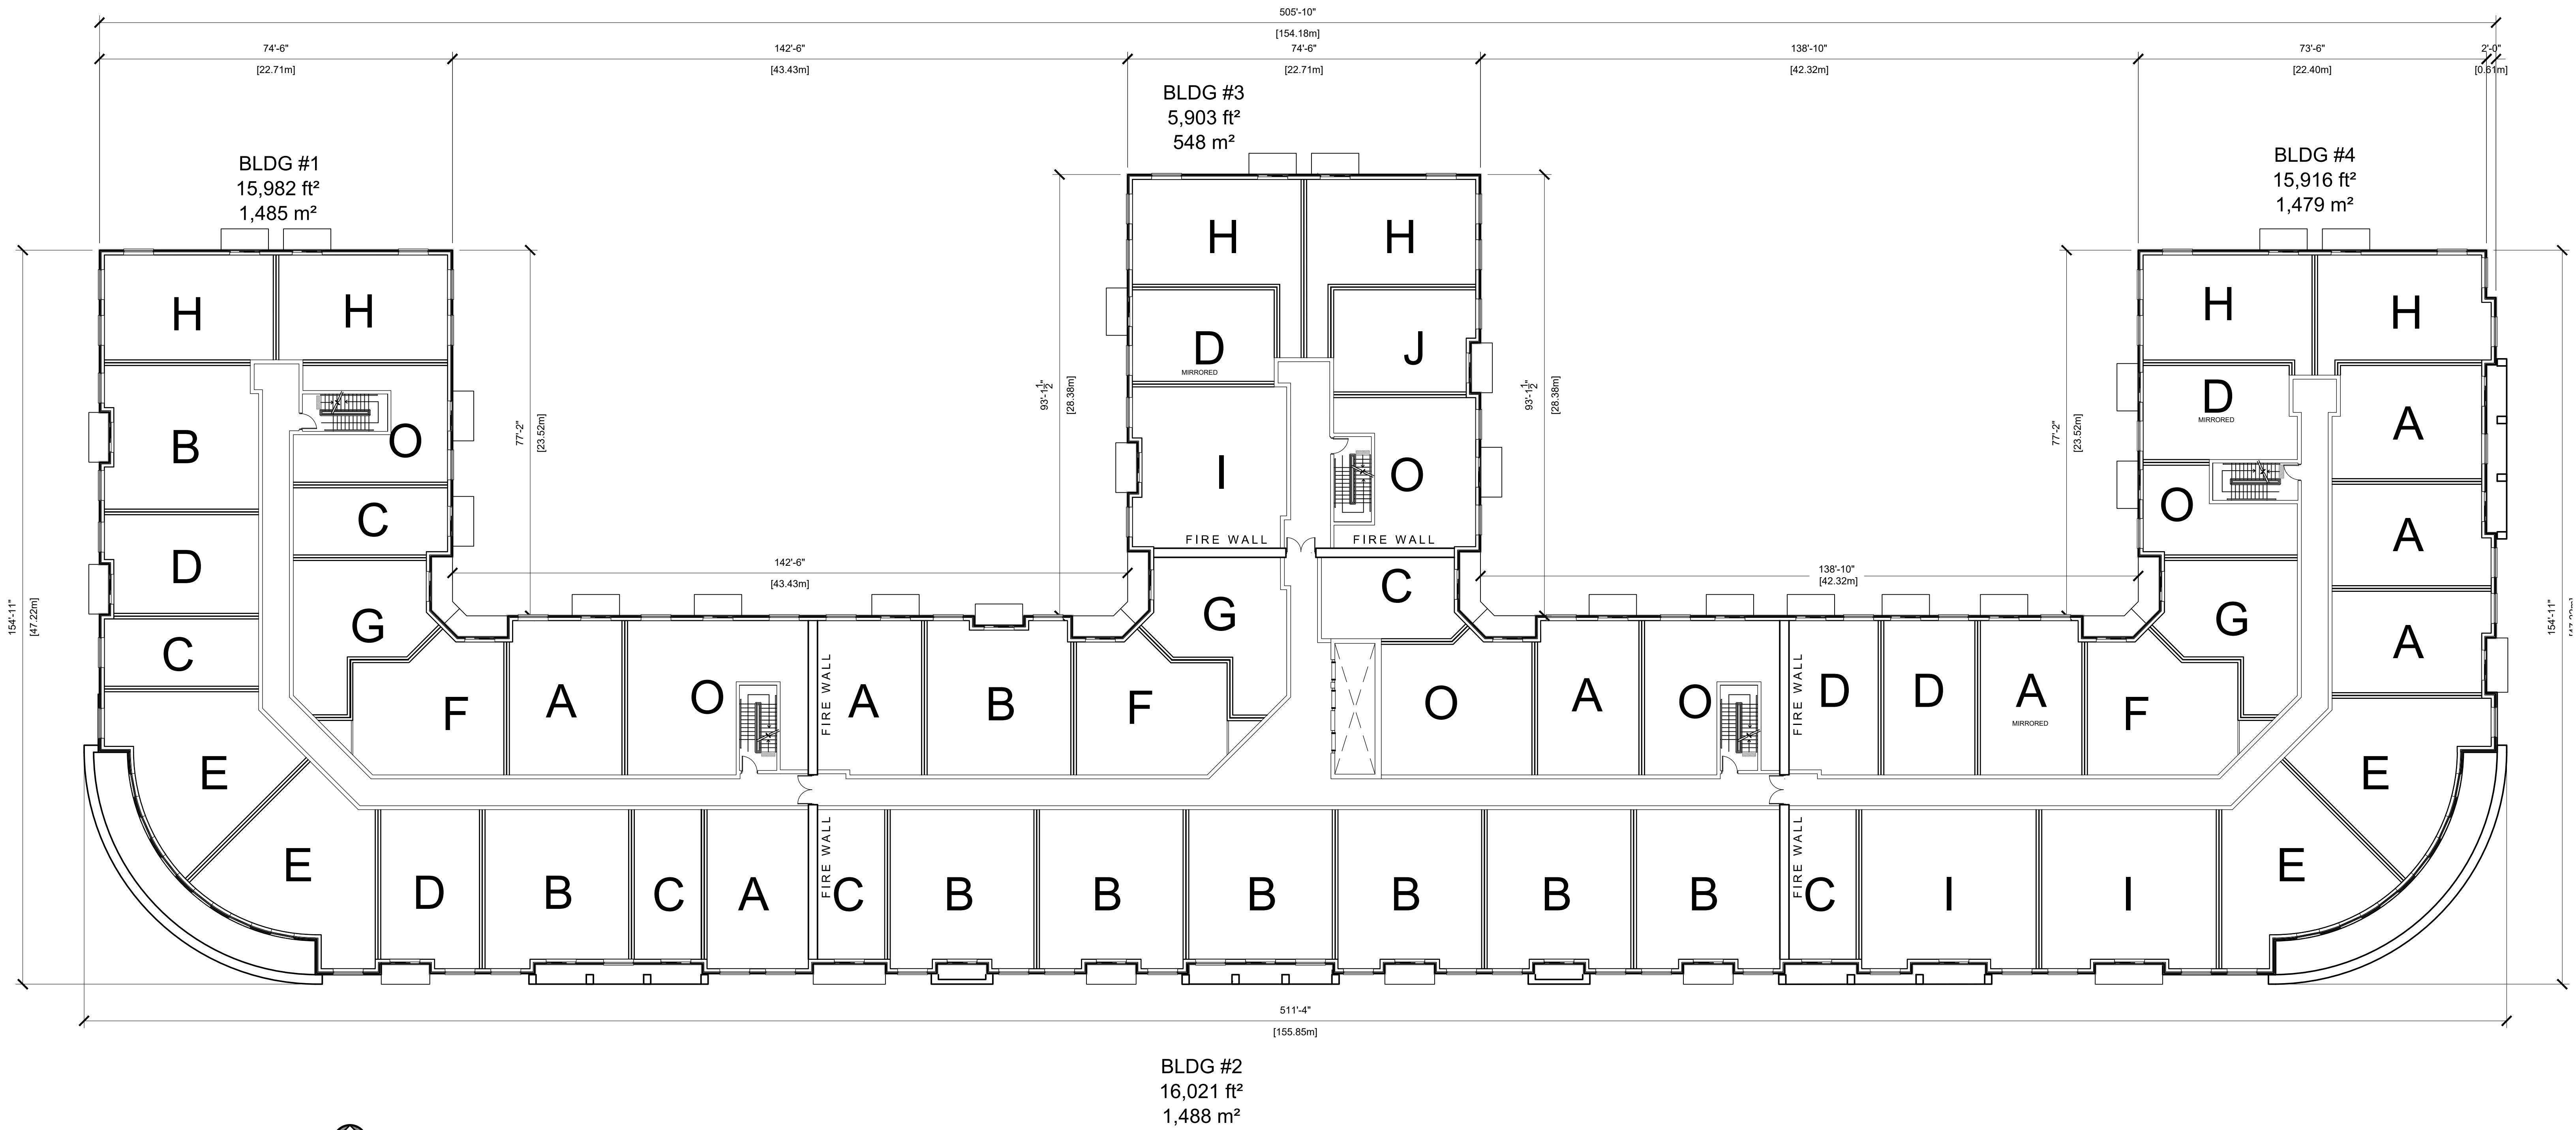 505'-10"
[154.18m]
74'-6"
[22.71m]
142'-6"
[43.43m]
74'-6"
[22.71m]
138'-10"
[42.32m]
73'-6"
[22.40m]
2'-0"
[0.61m]
BLDG #3
5,903 ft²
548 m²
BLDG #1
15,982 ft²
1,485 m²
BLDG #4
15,916 ft²
1,479 m²
H
H
H
H
H
H
D
MIRRORED
J
D
MIRRORED
A
B
O
I
O
O
A
93'-1 1/2"
[28.38m]
93'-1 1/2"
[28.38m]
77'-2"
[23.52m]
77'-2"
[23.52m]
C
D
FIRE WALL
FIRE WALL
142'-6"
[43.43m]
138'-10"
[42.32m]
154'-11"
[47.22m]
154'-11"
C
G
G
C
G
A
F
A
O
FIRE WALL
A
B
F
O
A
O
FIRE WALL
D
D
A
MIRRORED
F
E
E
E
D
B
C
A
FIRE WALL
C
B
B
B
B
B
B
FIRE WALL
C
I
I
E
511'-4"
[155.85m]
BLDG #2
16,021 ft²
1,488 m²